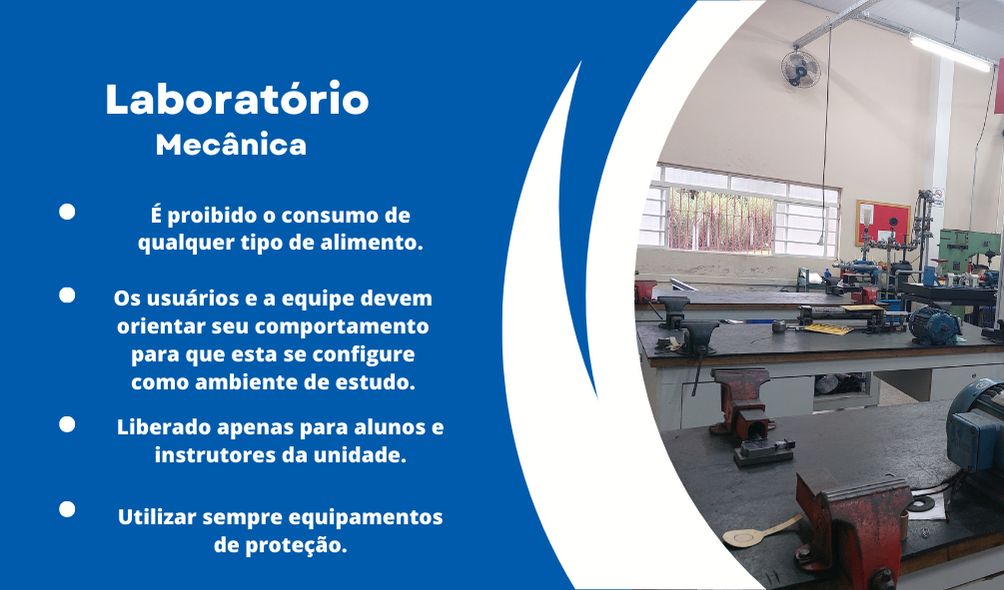 Laboratório
Mecânica
É proibido o consumo de
qualquer tipo de alimento.
Os usuários e a equipe devem
orientar seu comportamento
para que esta se configure
como ambiente de estudo.
Liberado apenas para alunos e
instrutores da unidade.
Utilizar sempre equipamentos
de proteção.